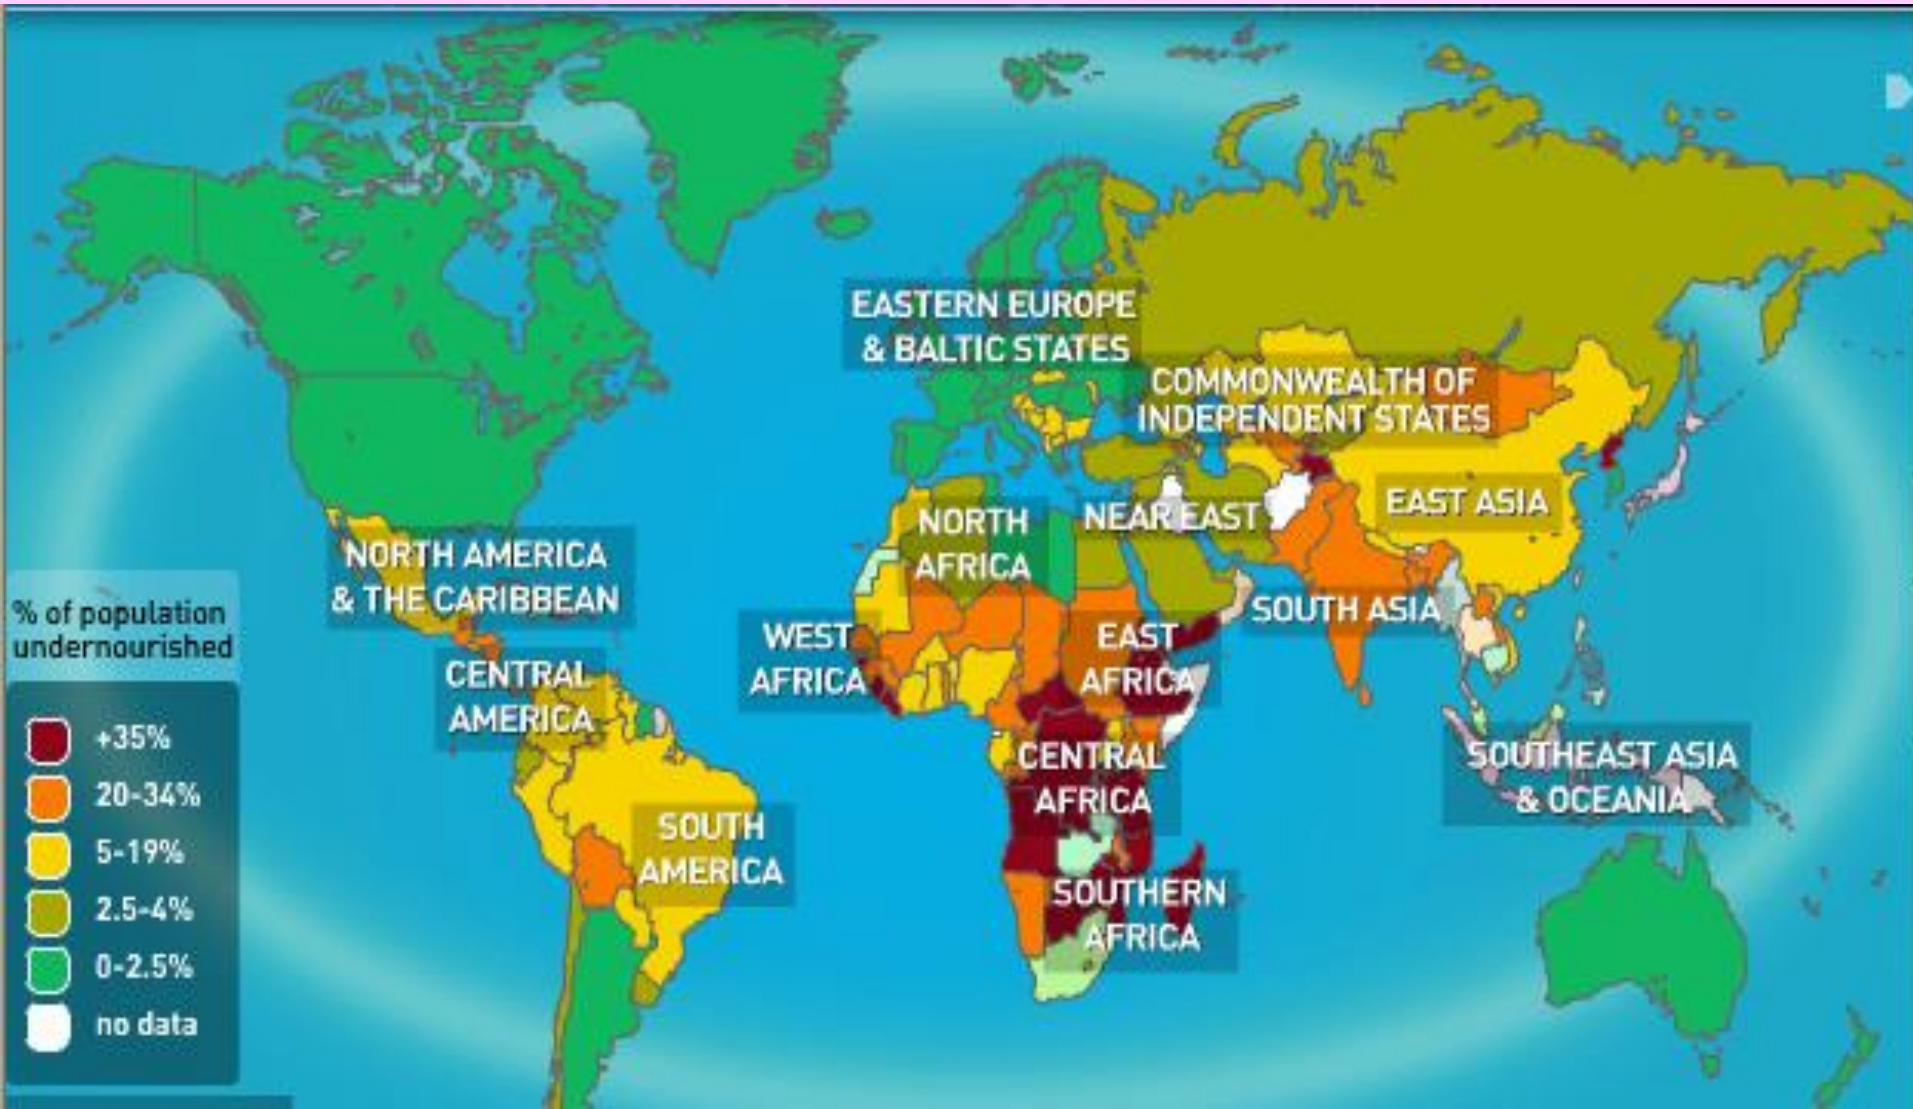 EASTERN EUROPE
& BALTIC STATES
COMMONWEALTH OF
INDEPENDENT STATES
EAST ASIA
NORTH
AFRICA
NEAR EAST
NORTH AMERICA
& THE CARIBBEAN
SOUTH ASIA
WEST
AFRICA
EAST
AFRICA
CENTRAL
AMERICA
CENTRAL
AFRICA
SOUTHEAST ASIA
& OCEANIA
SOUTH
AMERICA
SOUTHERN
AFRICA
% of population
undernourished
+35%
20-34%
5-19%
2.5-4%
0-2.5%
no data